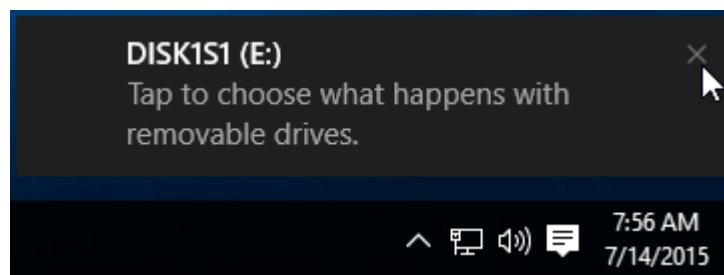 DISK1S1 (E:)
Tap to choose what happens with
removable drives.
7:56 AM
7/14/2015